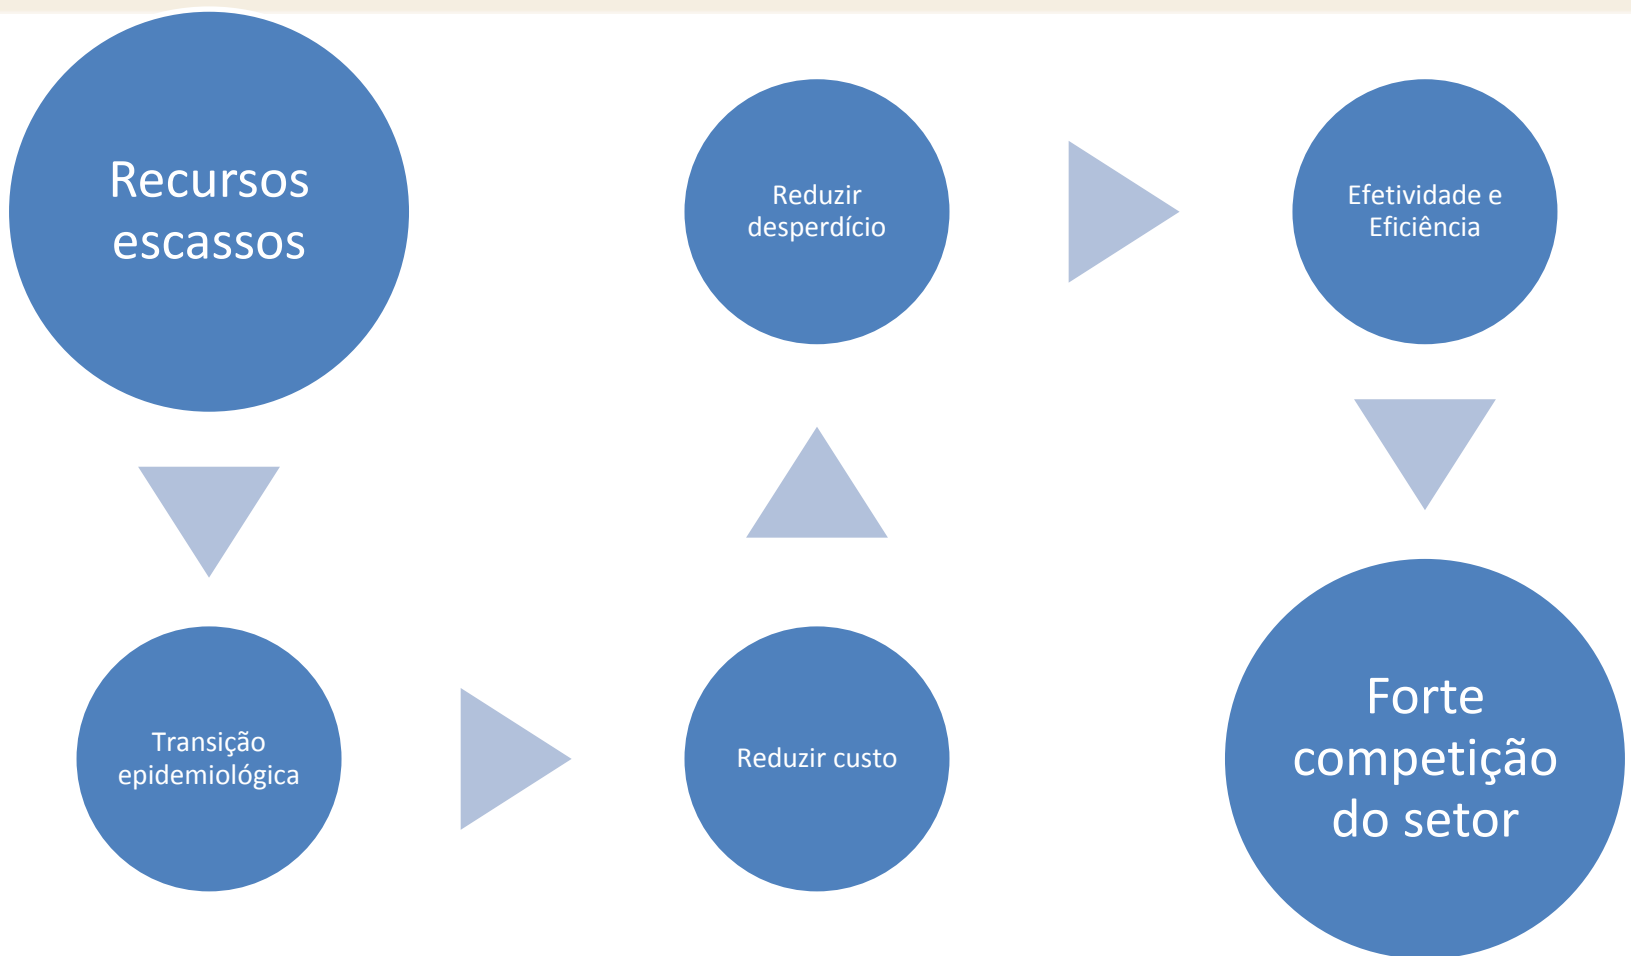 Recursos
escassos
Transição
epidemiológica
Reduzir custo
Reduzir
desperdício
Efetividade e
Eficiência
Forte
competição
do setor